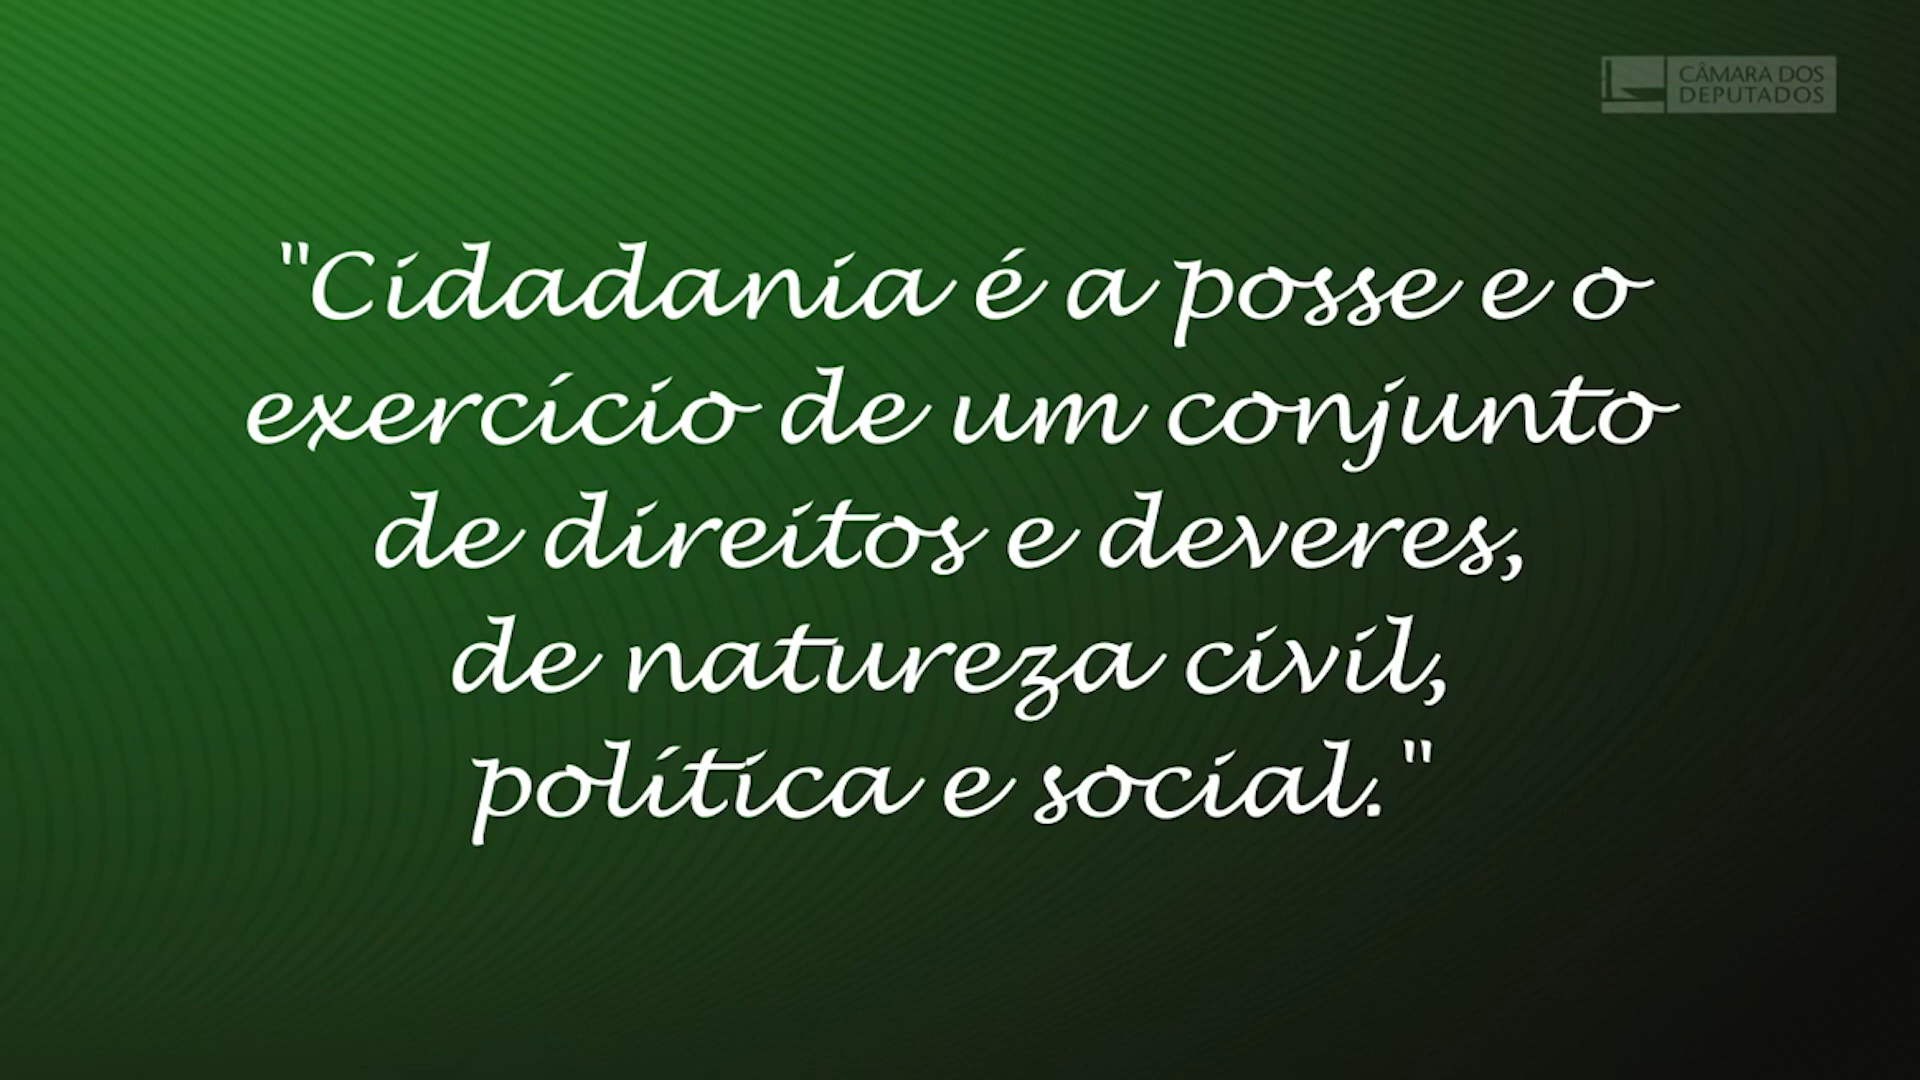 CÂMARA DOS
DEPUTADOS
"Cidadania é a posse e o
exercício de um conjunto
de direitos e deveres,
de natureza civil,
política e social."